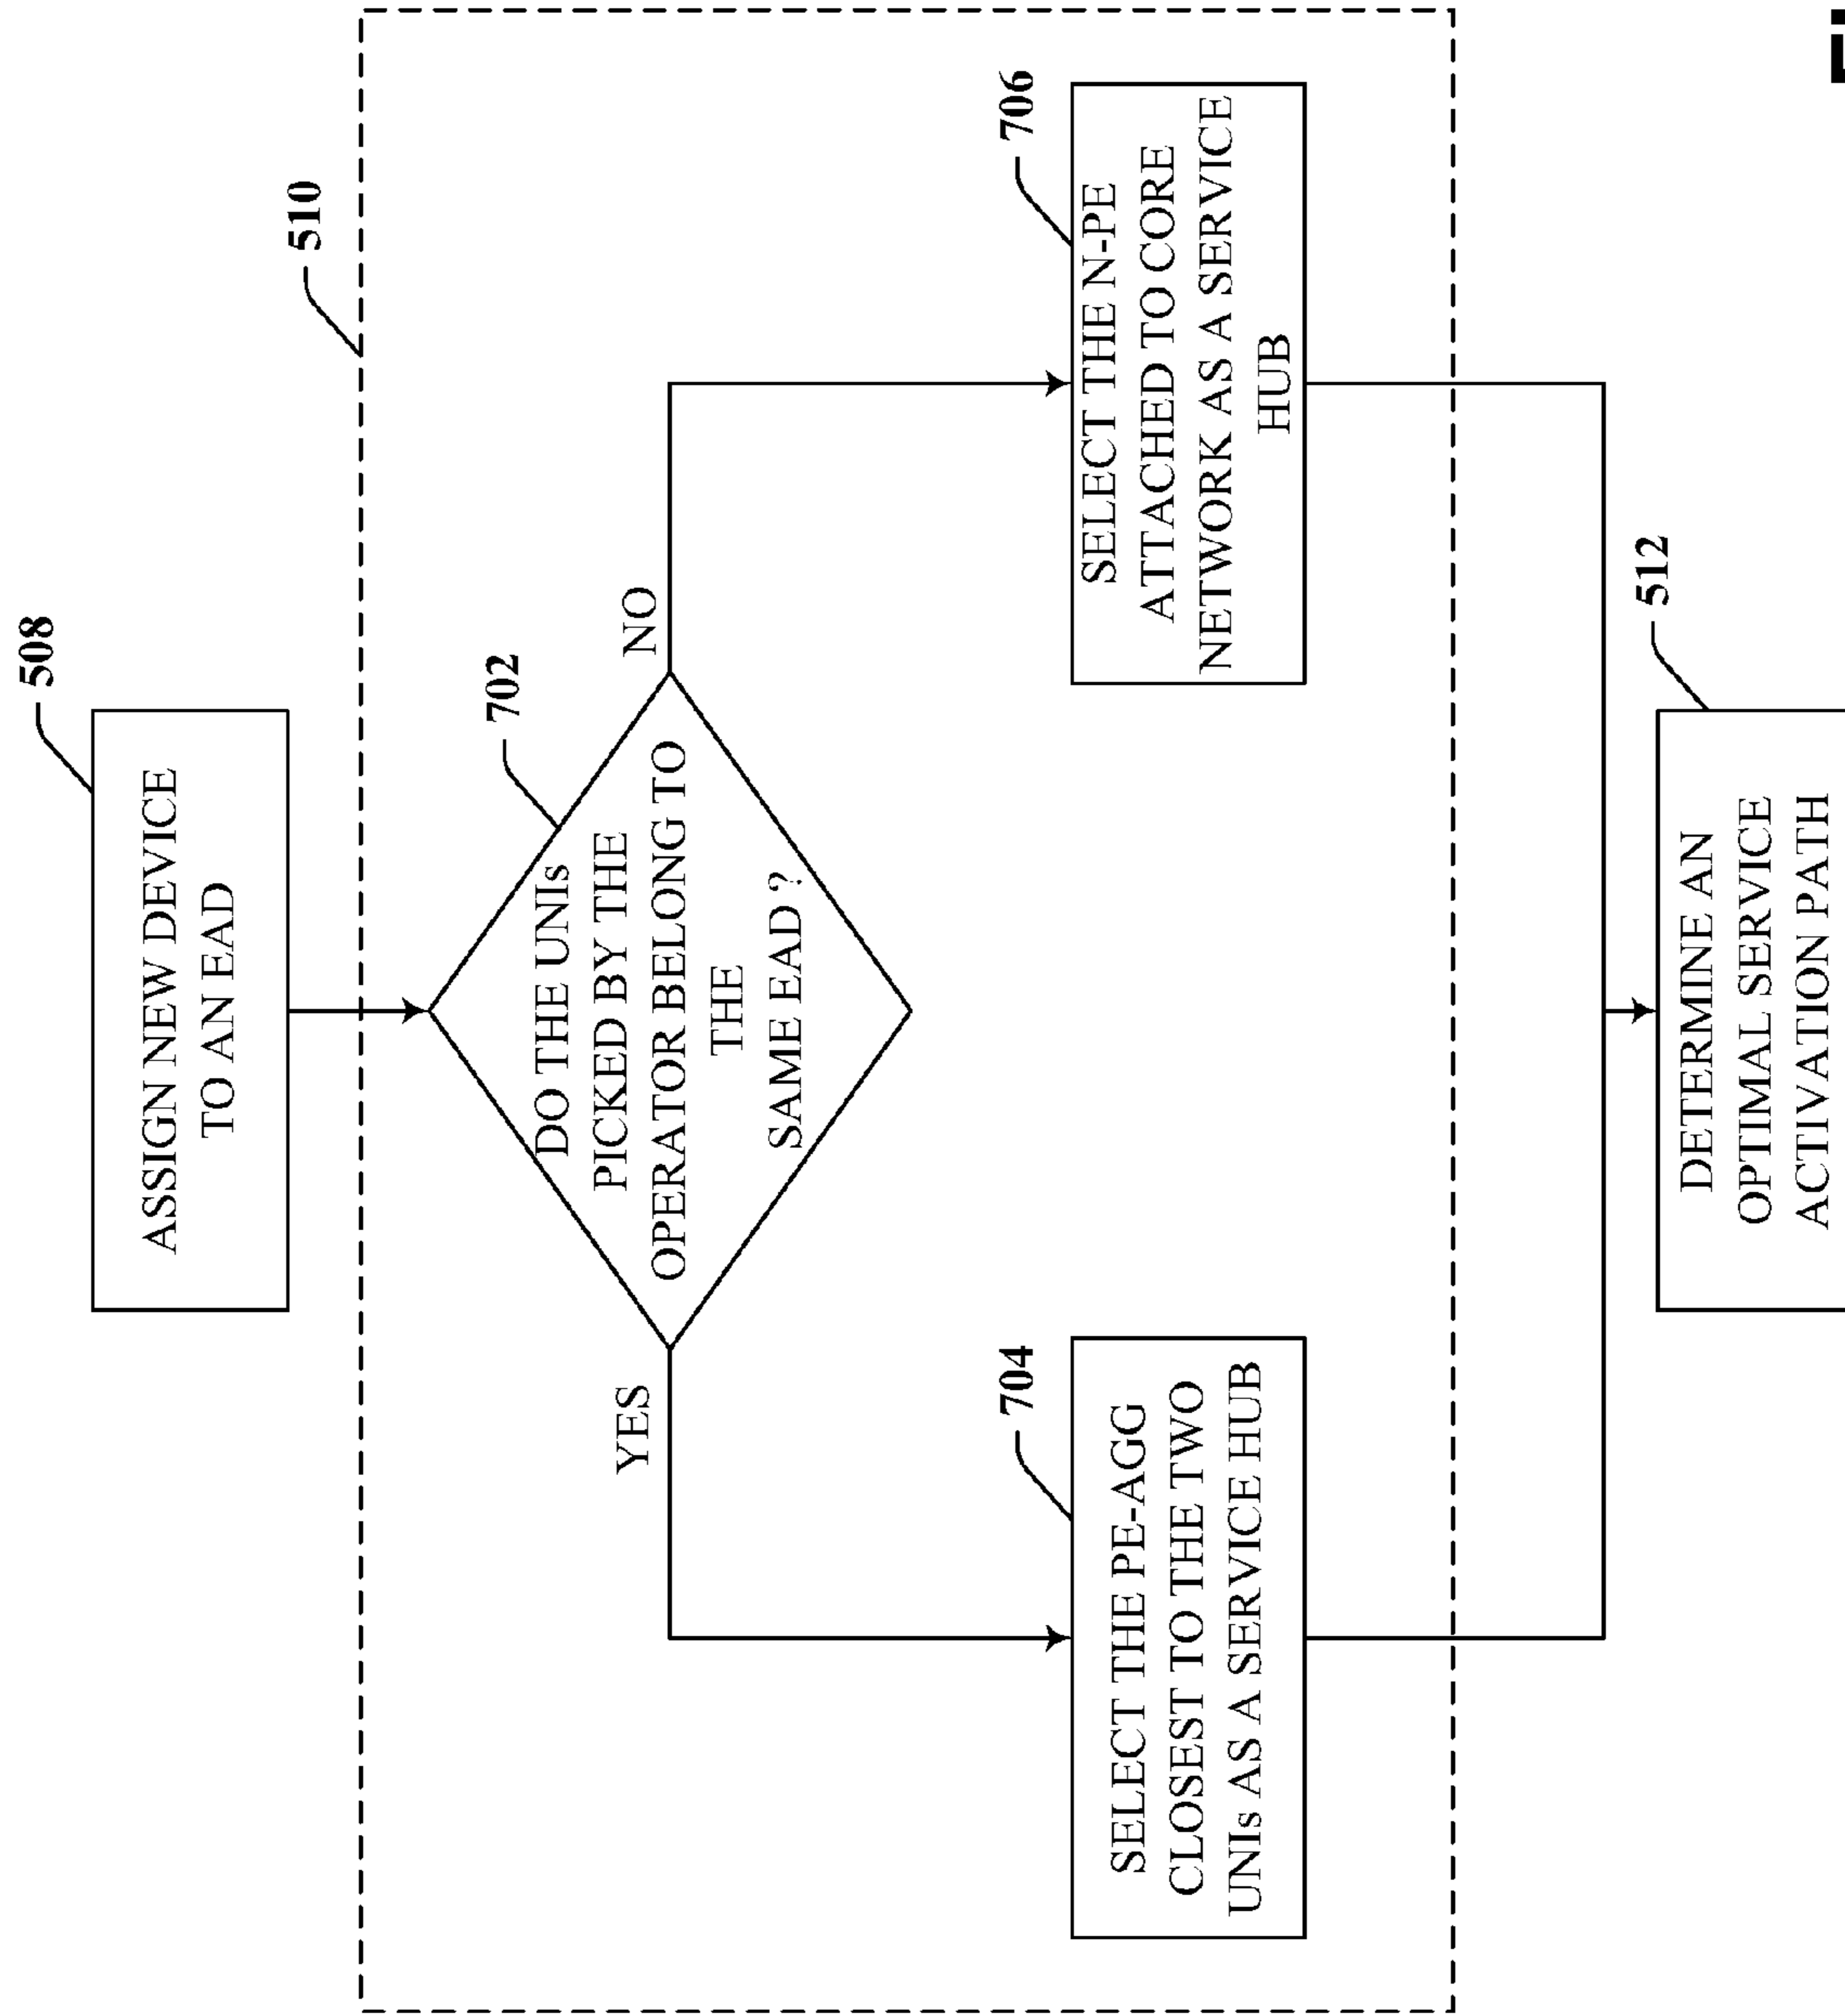 508
ASSIGN NEW DEVICE
TO AN EAD
510
702
DO THE UNIs
PICKED BY THE
OPERATOR BELONG TO
THE
SAME EAD?
YES
NO
704
SELECT THE PE-AGG
CLOSEST TO THE TWO
UNIs AS A SERVICE HUB
706
SELECT THE N-PE
ATTACHED TO CORE
NETWORK AS A SERVICE
HUB
512
DETERMINE AN
OPTIMAL SERVICE
ACTIVATION PATH